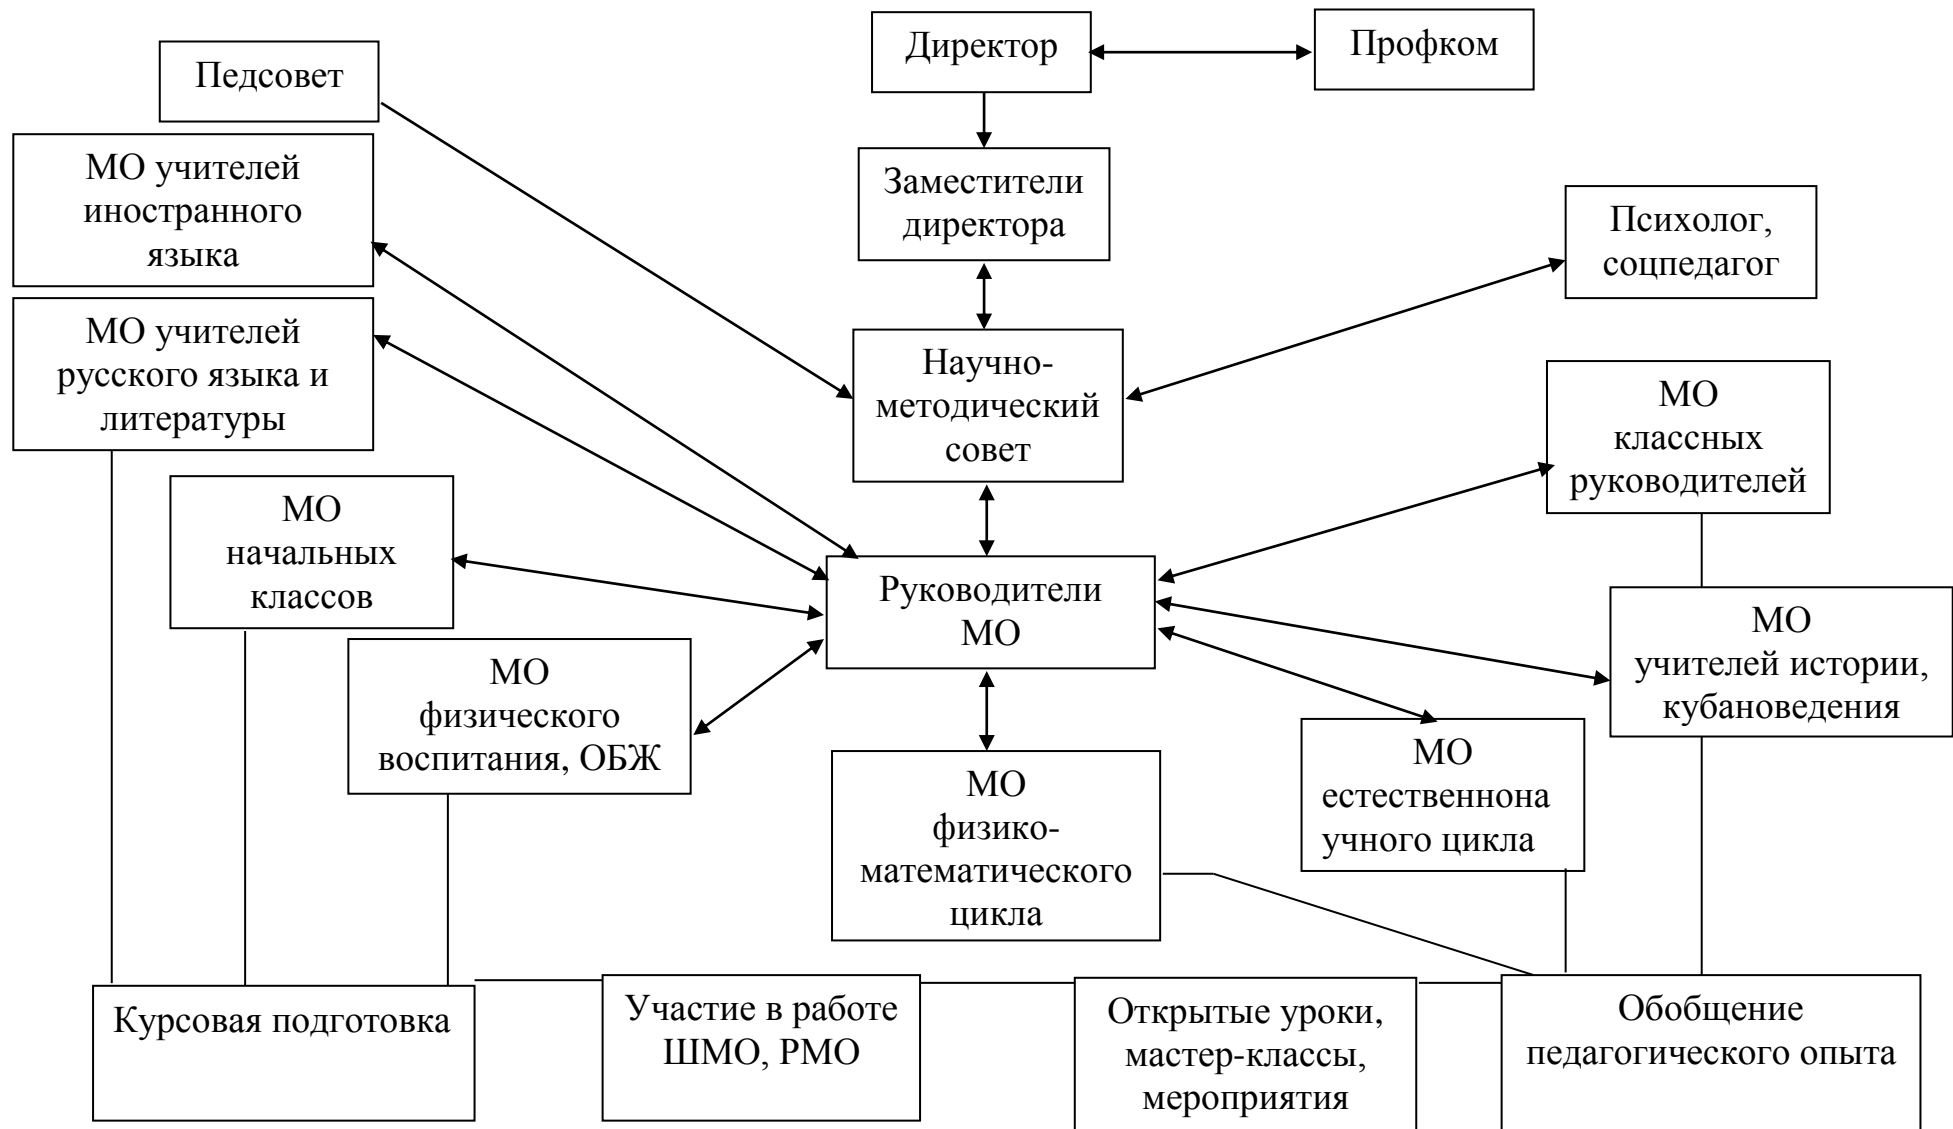 Директор
Профком
Педсовет
МО учителей
иностранного
языка
Заместители
директора
Психолог,
соцпедагог
МО учителей
русского языка и
литературы
Научно-
методический
совет
МО
классных
руководителей
МО
начальных
классов
Руководители
МО
МО
учителей истории,
кубановедения
МО
физического
воспитания, ОБЖ
МО
физико-
математического
цикла
МО
естественнона
учного цикла
Курсовая подготовка
Участие в работе
ШМО, РМО
Открытые уроки,
мастер-классы,
мероприятия
Обобщение
педагогического опыта